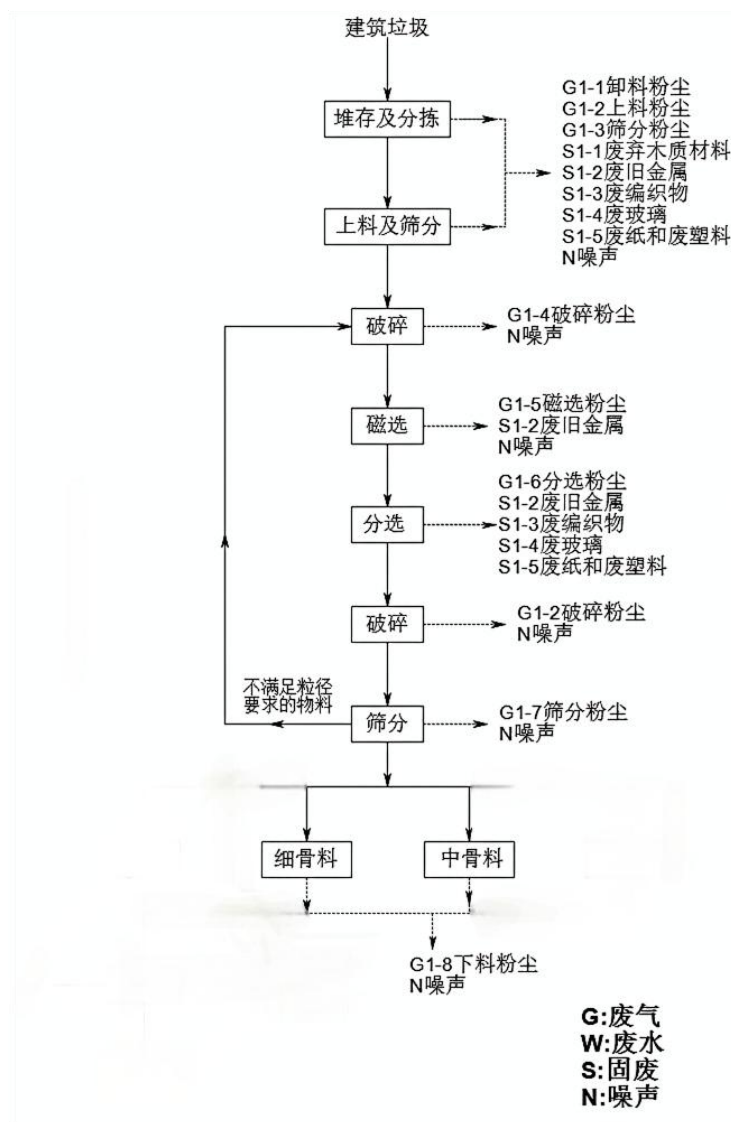 建筑垃圾
堆存及分拣
G1-1卸料粉尘
G1-2上料粉尘
G1-3筛分粉尘
S1-1废弃木质材料
S1-2废旧金属
S1-3废编织物
S1-4废玻璃
S1-5废纸和废塑料
N噪声
上料及筛分
破碎
G1-4破碎粉尘
N噪声
磁选
G1-5磁选粉尘
S1-2废旧金属
N噪声
分选
G1-6分选粉尘
S1-2废旧金属
S1-3废编织物
S1-4废玻璃
S1-5废纸和废塑料
破碎
G1-2破碎粉尘
N噪声
不满足粒径
要求的物料
筛分
G1-7筛分粉尘
N噪声
细骨料
中骨料
G1-8下料粉尘
N噪声
G:废气
W:废水
S:固废
N:噪声